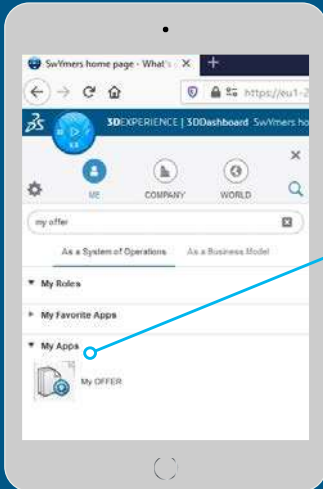 SwYmers home page - What's
https://eu1-2
3DEXPERIENCE | 3DDashboard SwYmers ho
ME
COMPANY
WORLD
my offer
As a System of Operations
As a Business Model
My Roles
My Favorite Apps
My Apps
My OFFER